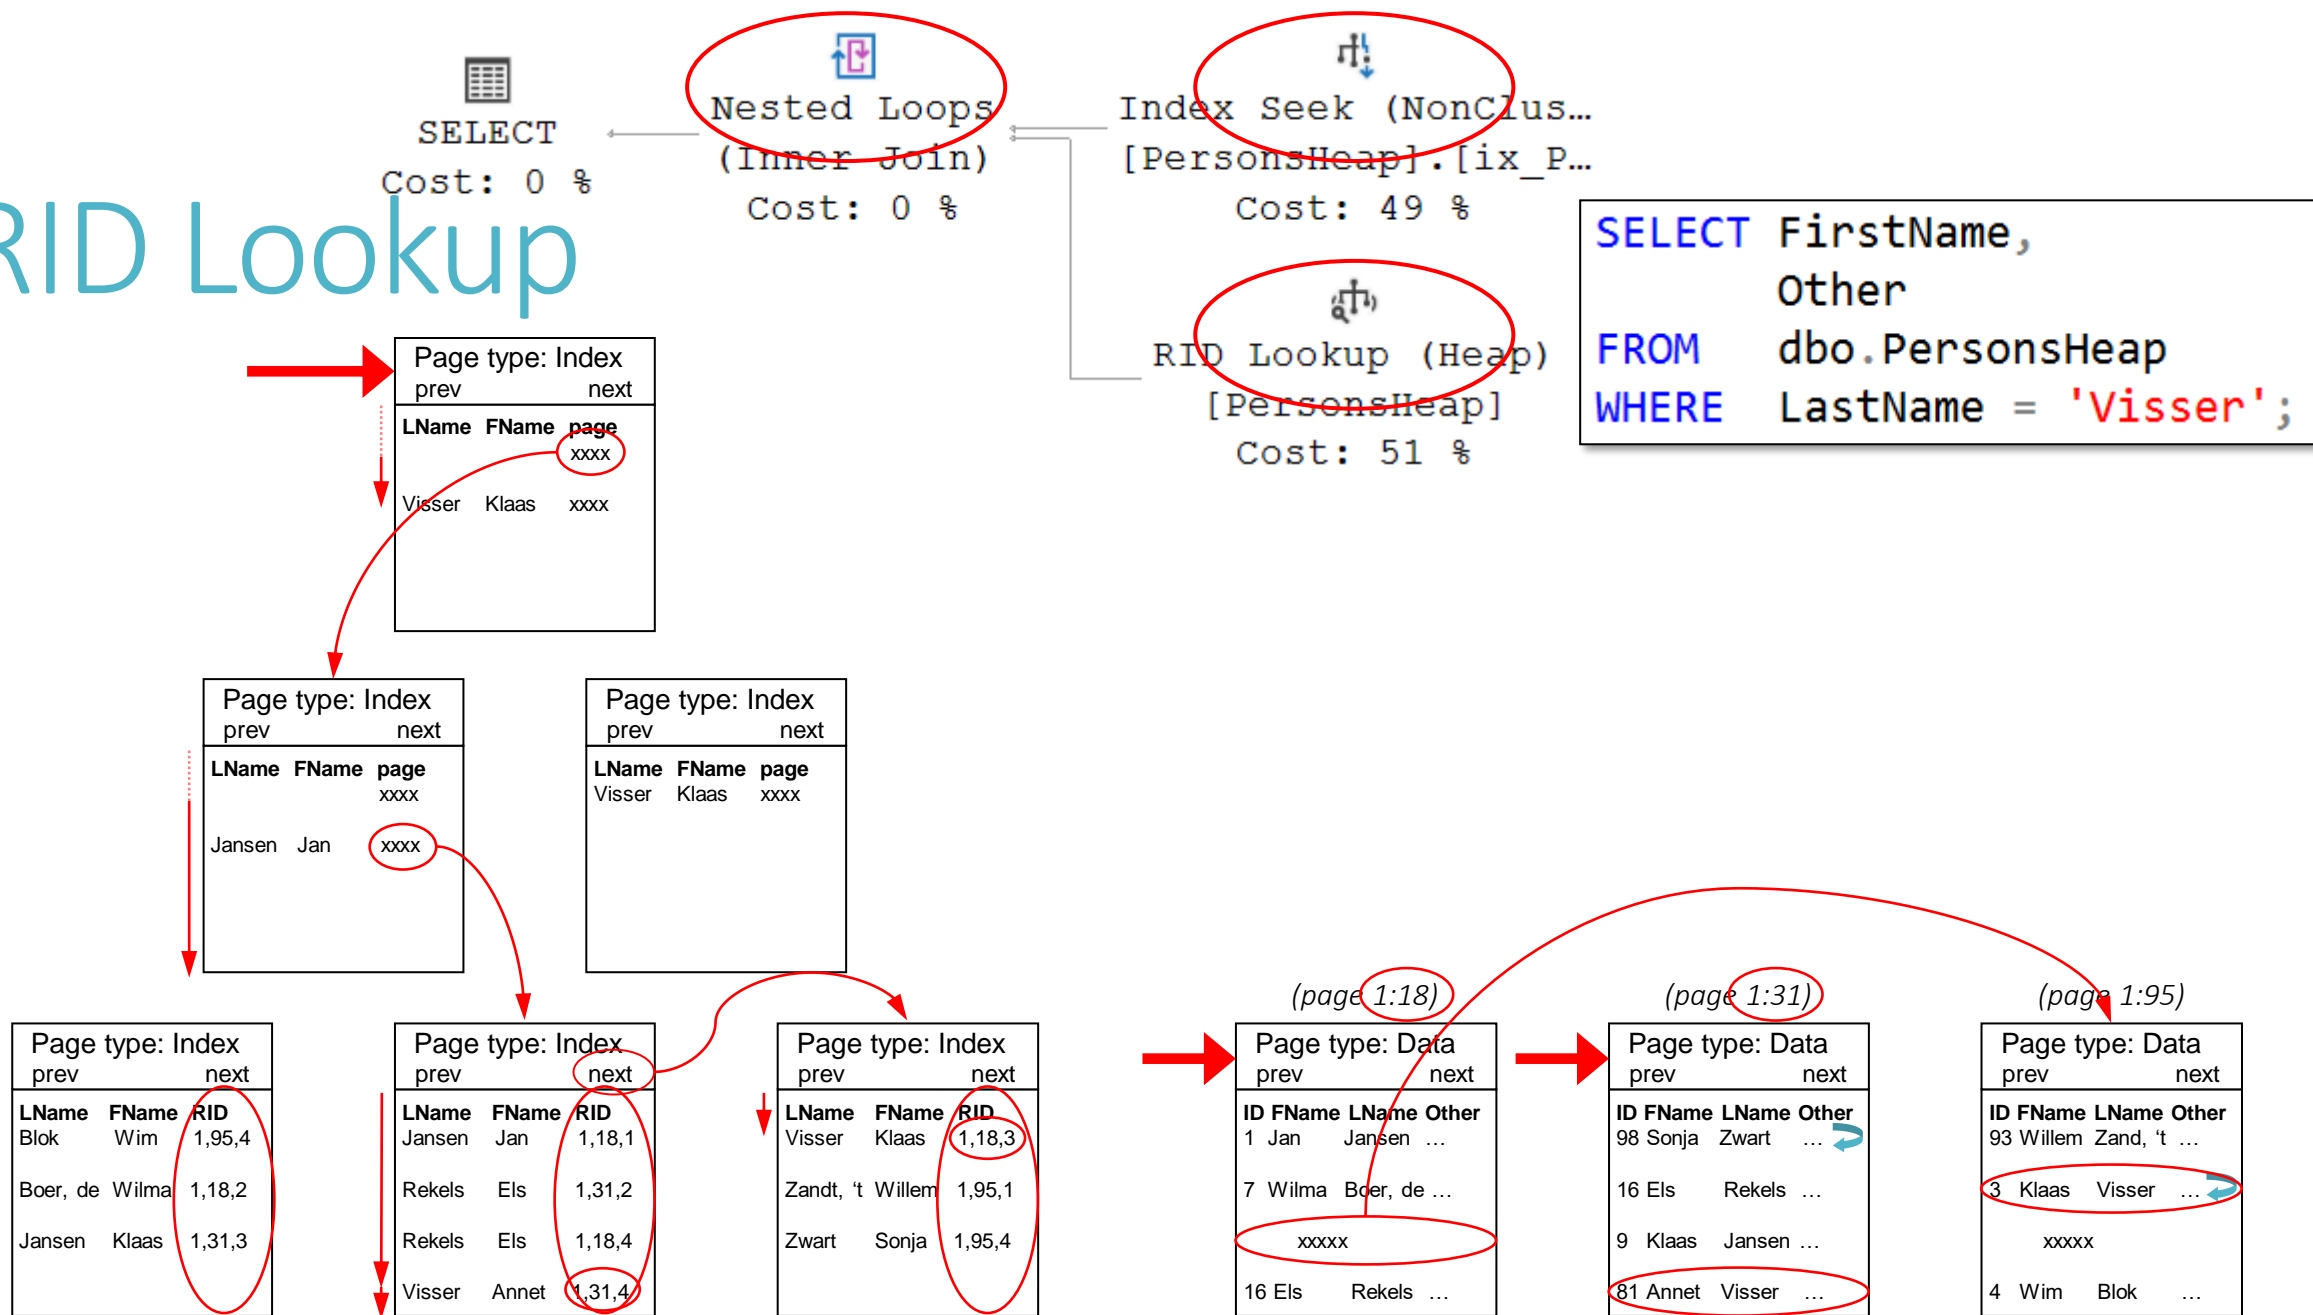 SELECT
Cost: 0 %
Nested Loops
(Inner Join)
Cost: 0 %
Index Seek (NonClus…
[PersonsHeap].[ix_P…
Cost: 49 %
RID Lookup (Heap)
[PersonsHeap]
Cost: 51 %
RID Lookup
SELECT FirstName,
Other
FROM dbo.PersonsHeap
WHERE LastName = 'Visser';
Page type: Index
prev next
LName FName page
xxxx
Visser Klaas xxxx
Page type: Index
prev next
LName FName page
xxxx
Jansen Jan xxxx
Page type: Index
prev next
LName FName page
Visser Klaas xxxx
Page type: Index
prev next
LName FName RID
Blok Wim 1,95,4
Boer, de Wilma 1,18,2
Jansen Klaas 1,31,3
Page type: Index
prev next
LName FName RID
Jansen Jan 1,18,1
Rekels Els 1,31,2
Rekels Els 1,18,4
Visser Annet 1,31,4
Page type: Index
prev next
LName FName RID
Visser Klaas 1,18,3
Zandt, ‘t Willem 1,95,1
Zwart Sonja 1,95,4
(page 1:18)
Page type: Data
prev next
ID FName LName Other
1 Jan Jansen …
7 Wilma Boer, de …
xxxxx
16 Els Rekels …
(page 1:31)
Page type: Data
prev next
ID FName LName Other
98 Sonja Zwart …
16 Els Rekels …
9 Klaas Jansen …
81 Annet Visser …
(page 1:95)
Page type: Data
prev next
ID FName LName Other
93 Willem Zand, ‘t …
3 Klaas Visser …
xxxxx
4 Wim Blok …